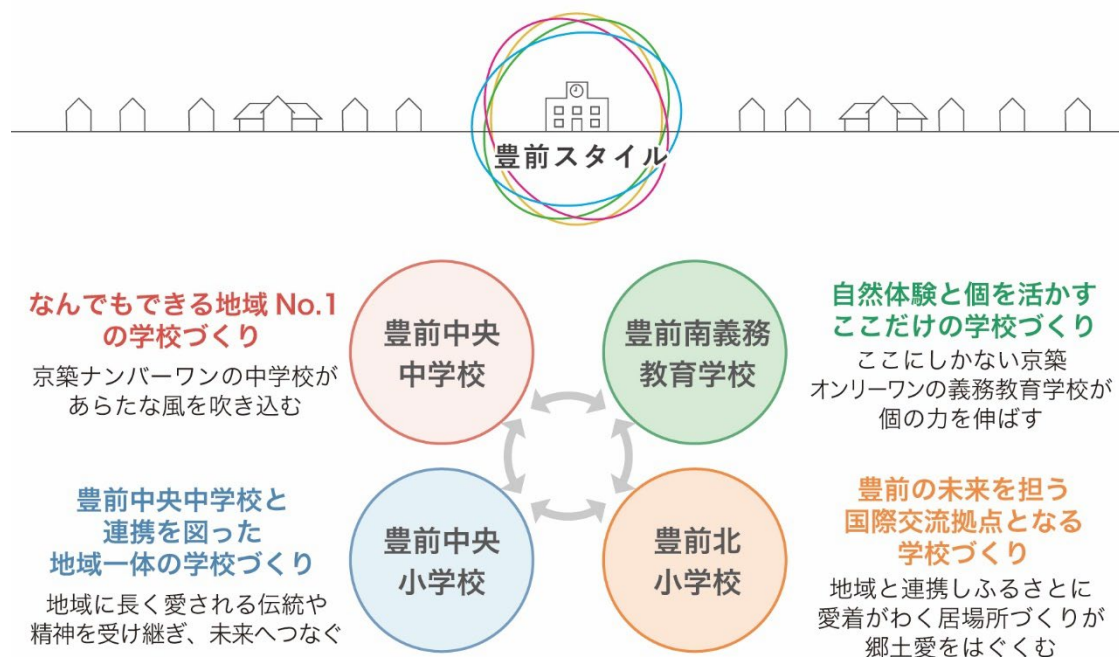 豊前スタイル
なんでもできる地域 No.1
の学校づくり
京築ナンバーワンの中学校が
あらたな風を吹き込む
豊前中央
中学校
豊前南義務
教育学校
自然体験と個を活かす
ここだけの学校づくり
ここにしかない京築
オンリーワンの義務教育学校が
個の力を伸ばす
豊前中央中学校と
連携を図った
地域一体の学校づくり
地域に長く愛される伝統や
精神を受け継ぎ、未来へつなぐ
豊前中央
小学校
豊前北
小学校
豊前の未来を担う
国際交流拠点となる
学校づくり
地域と連携しふるさとに
愛着がわく居場所づくりが
郷土愛をはぐくむ